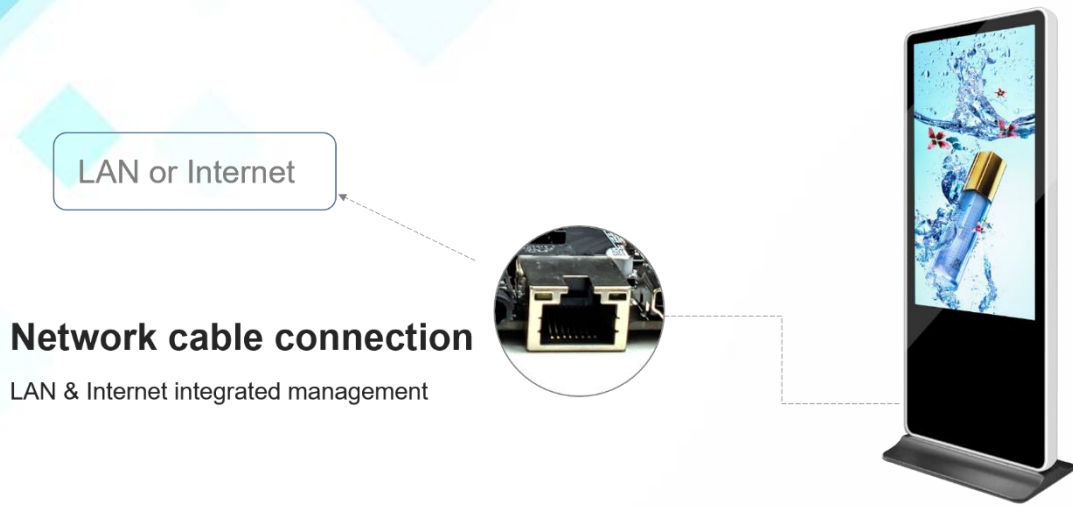 LAN or Internet
Network cable connection
LAN & Internet integrated management